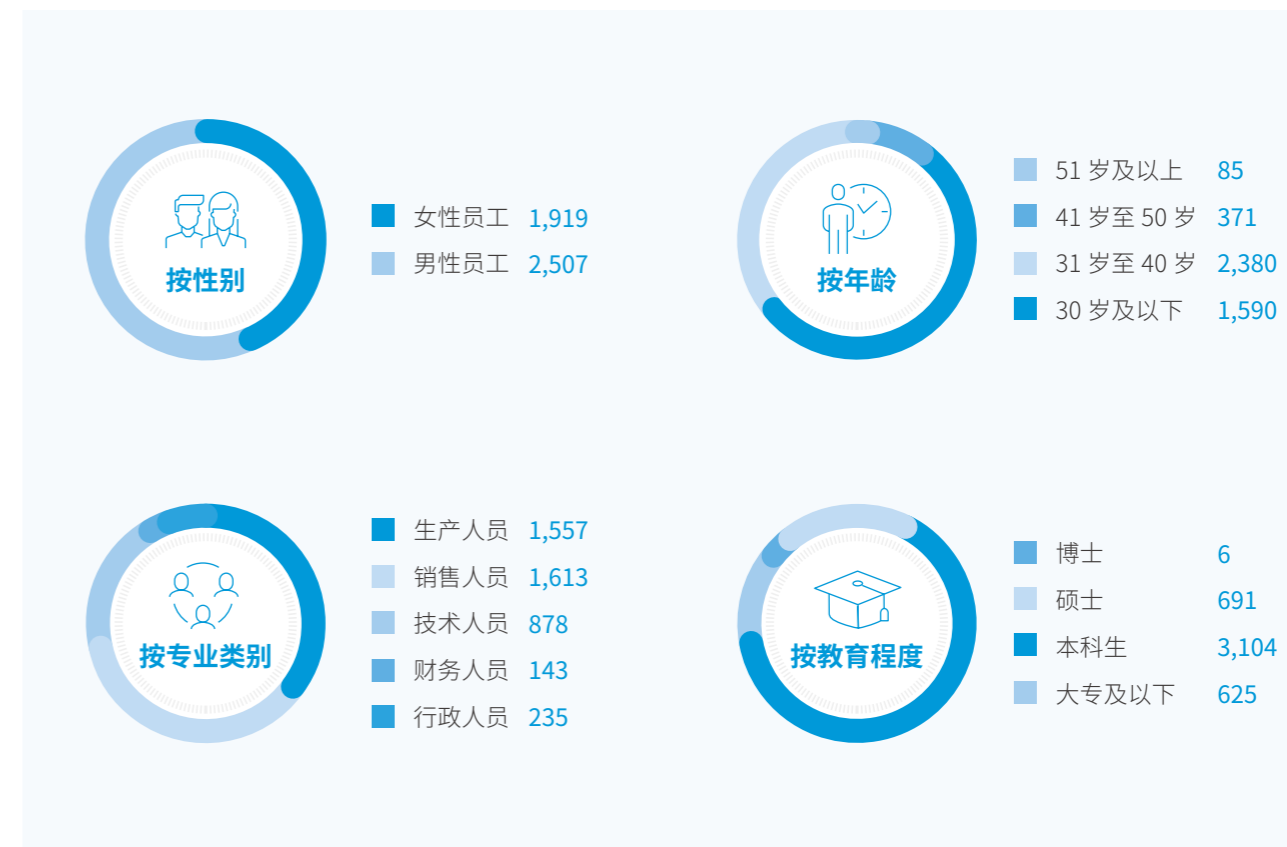 按性别
女性员工 1,919
男性员工 2,507
按年龄
51 岁及以上 85
41 岁至 50 岁 371
31 岁至 40 岁 2,380
30 岁及以下 1,590
按专业类别
生产人员 1,557
销售人员 1,613
技术人员 878
财务人员 143
行政人员 235
按教育程度
博士 6
硕士 691
本科生 3,104
大专及以下 625